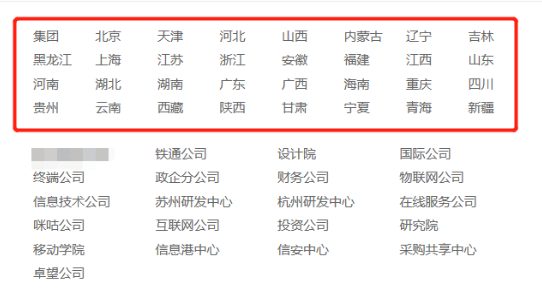 集团 北京 天津 河北 山西 内蒙古 辽宁 吉林
黑龙江 上海 江苏 浙江 安徽 福建 江西 山东
河南 湖北 湖南 广东 广西 海南 重庆 四川
贵州 云南 西藏 陕西 甘肃 宁夏 青海 新疆
铁通公司 设计院 国际公司
终端公司 政企分公司 财务公司 物联网公司
信息技术公司 苏州研发中心 杭州研发中心 在线服务公司
咪咕公司 互联网公司 投资公司 研究院
移动学院 信息港中心 信安中心 采购共享中心
卓望公司